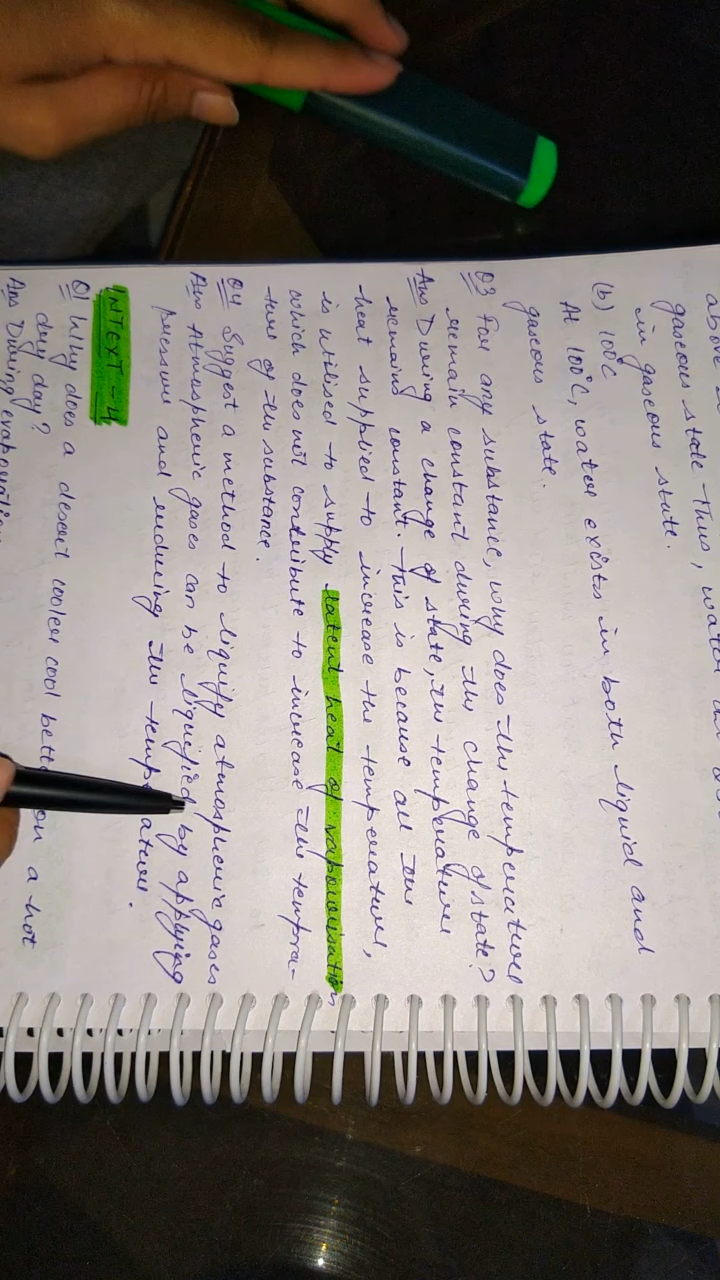 gaseous state. Thus, water
in gaseous state.
(b) 100°C
At 100°C, water exists in both liquid and
gaseous state.
Q3 For any substance, why does the temperature
remain constant during the change of state?
Ans During a change of state, the temperature
remains constant. This is because all the
heat supplied to increase the temperature,
is utilised to supply latent heat of vaporisation
which does not contribute to increase the tempra-
ture of the substance.
Q4 Suggest a method to liquify atmospheric gases
Ans Atmospheric gases can be liquified by applying
pressure and reducing the temperature.
INTEXT-4
Q1 Why does a desert cooler cool better on a hot
dry day?
Ans During evaporation